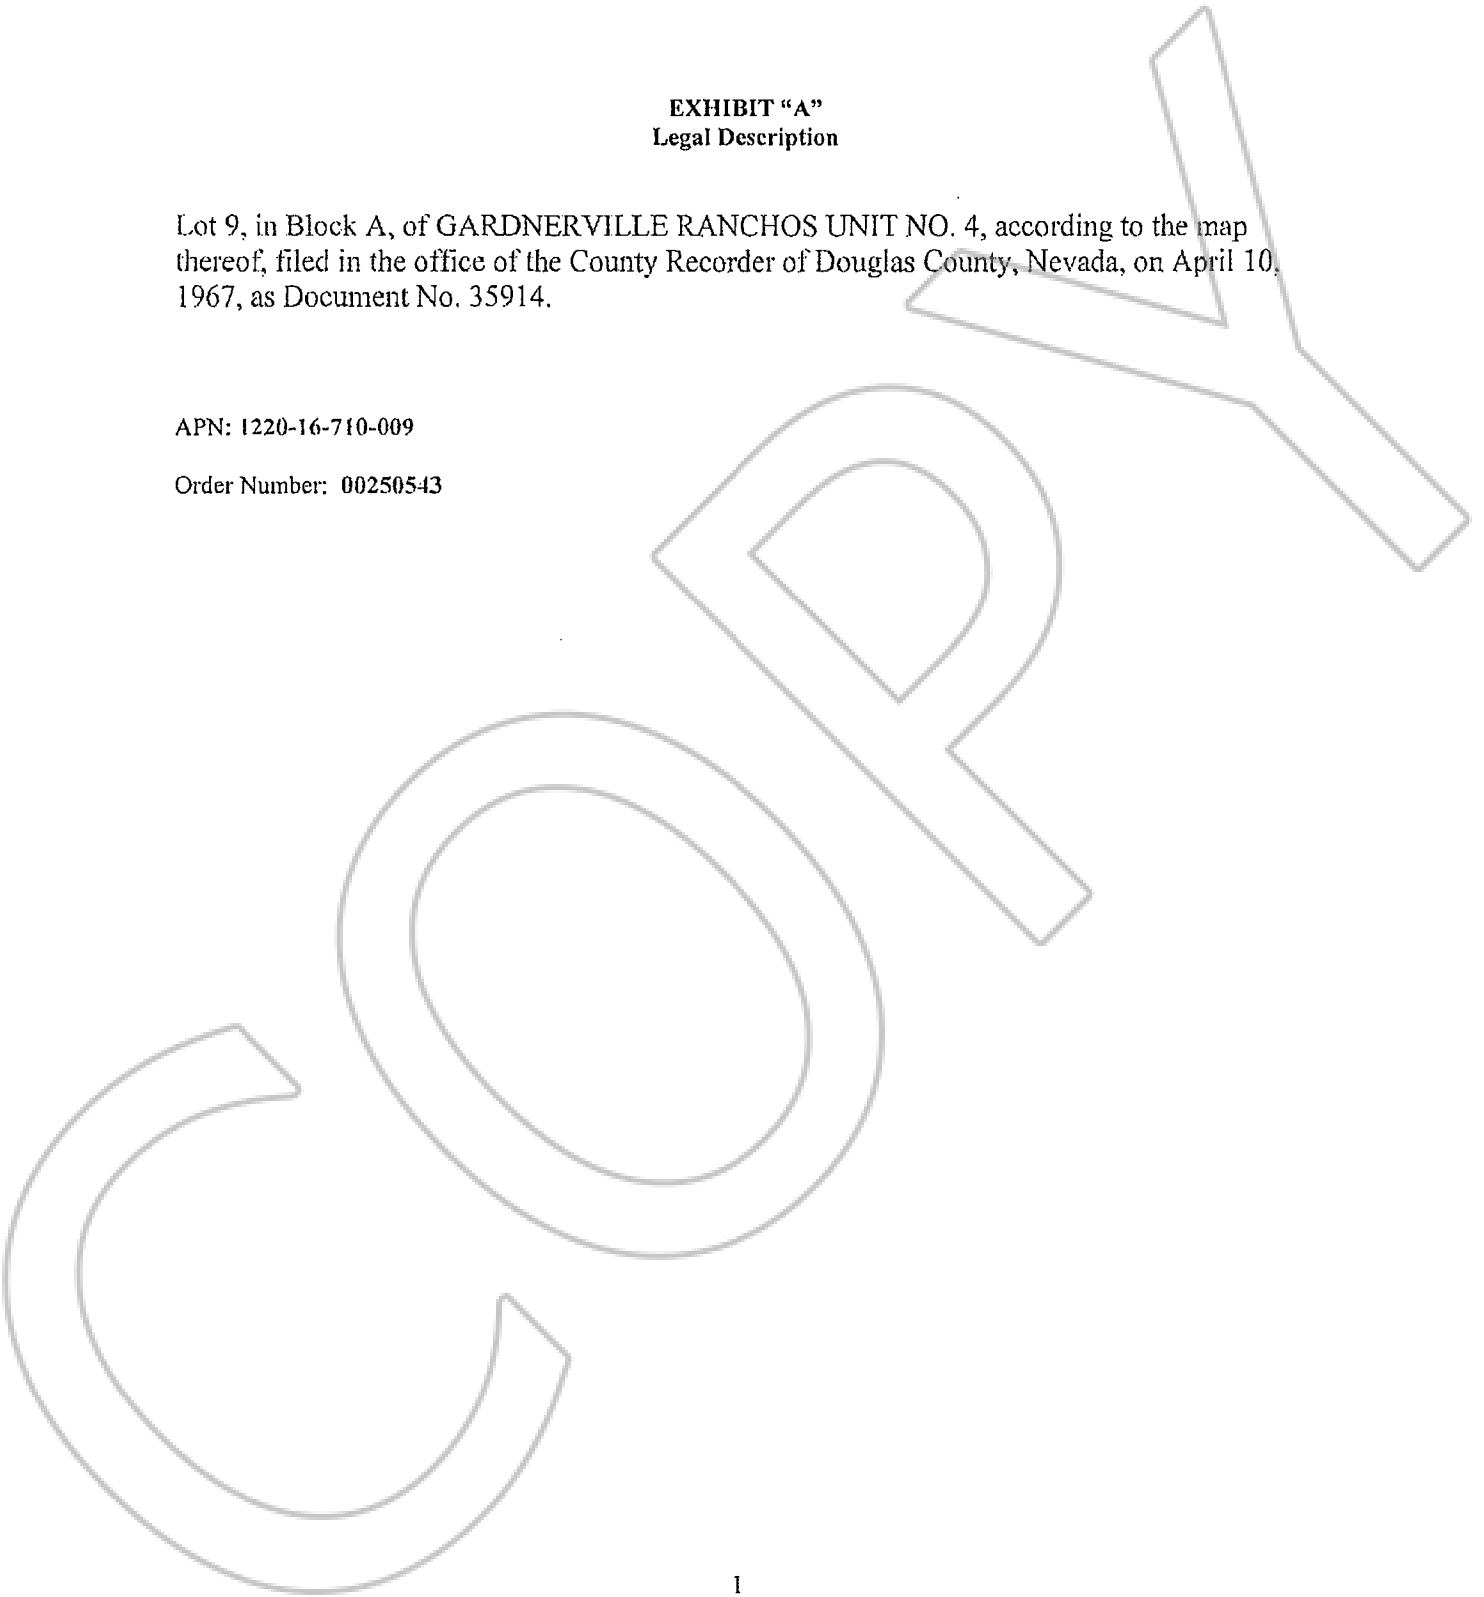 EXHIBIT “A”
Legal Description
Lot 9, in Block A, of GARDNERVILLE RANCHOS UNIT NO. 4, according to the map
thereof, filed in the office of the County Recorder of Douglas County, Nevada, on April 10,
1967, as Document No. 35914.
APN: 1220-16-710-009
Order Number: 00250543
COPY
1